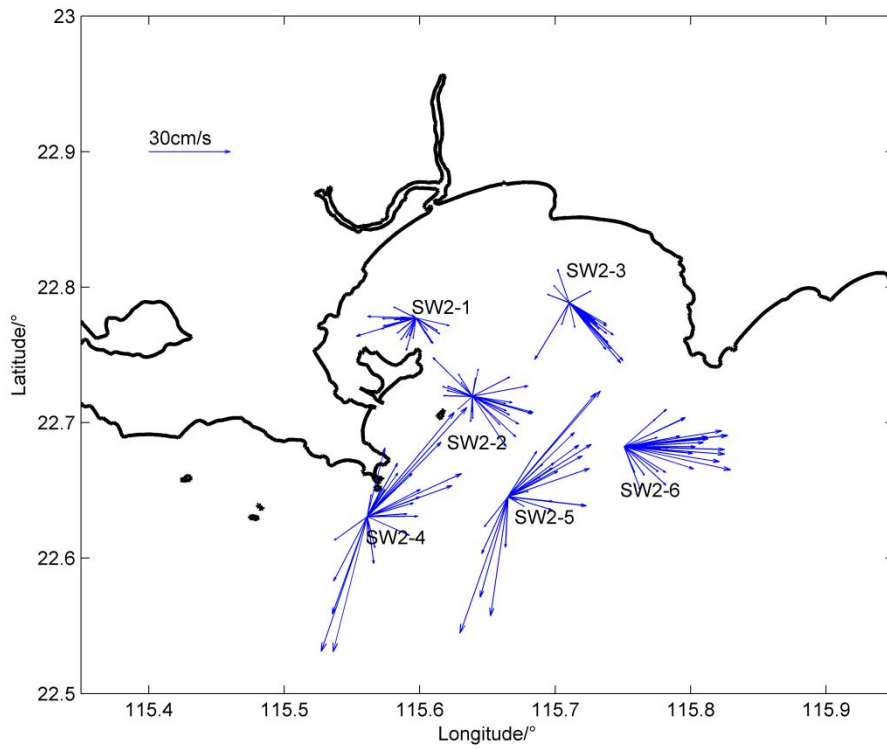 23
22.9
22.8
22.7
22.6
22.5
Latitude/°
30cm/s
SW2-3
SW2-1
SW2-2
SW2-6
SW2-5
SW2-4
115.4 115.5 115.6 115.7 115.8 115.9
Longitude/°